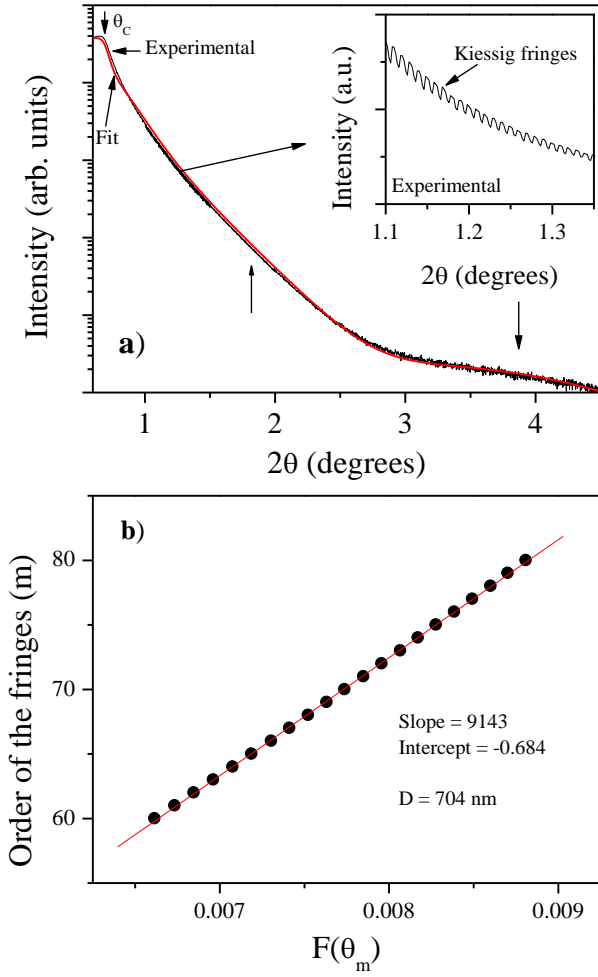 θC
Experimental
Fit
Kiessig fringes
Experimental
Intensity (a.u.)
1.1 1.2 1.3
2θ (degrees)
Intensity (arb. units)
a)
1 2 3 4
2θ (degrees)
b)
Order of the fringes (m)
80
70
60
Slope = 9143
Intercept = -0.684
D = 704 nm
0.007 0.008 0.009
F(θm)